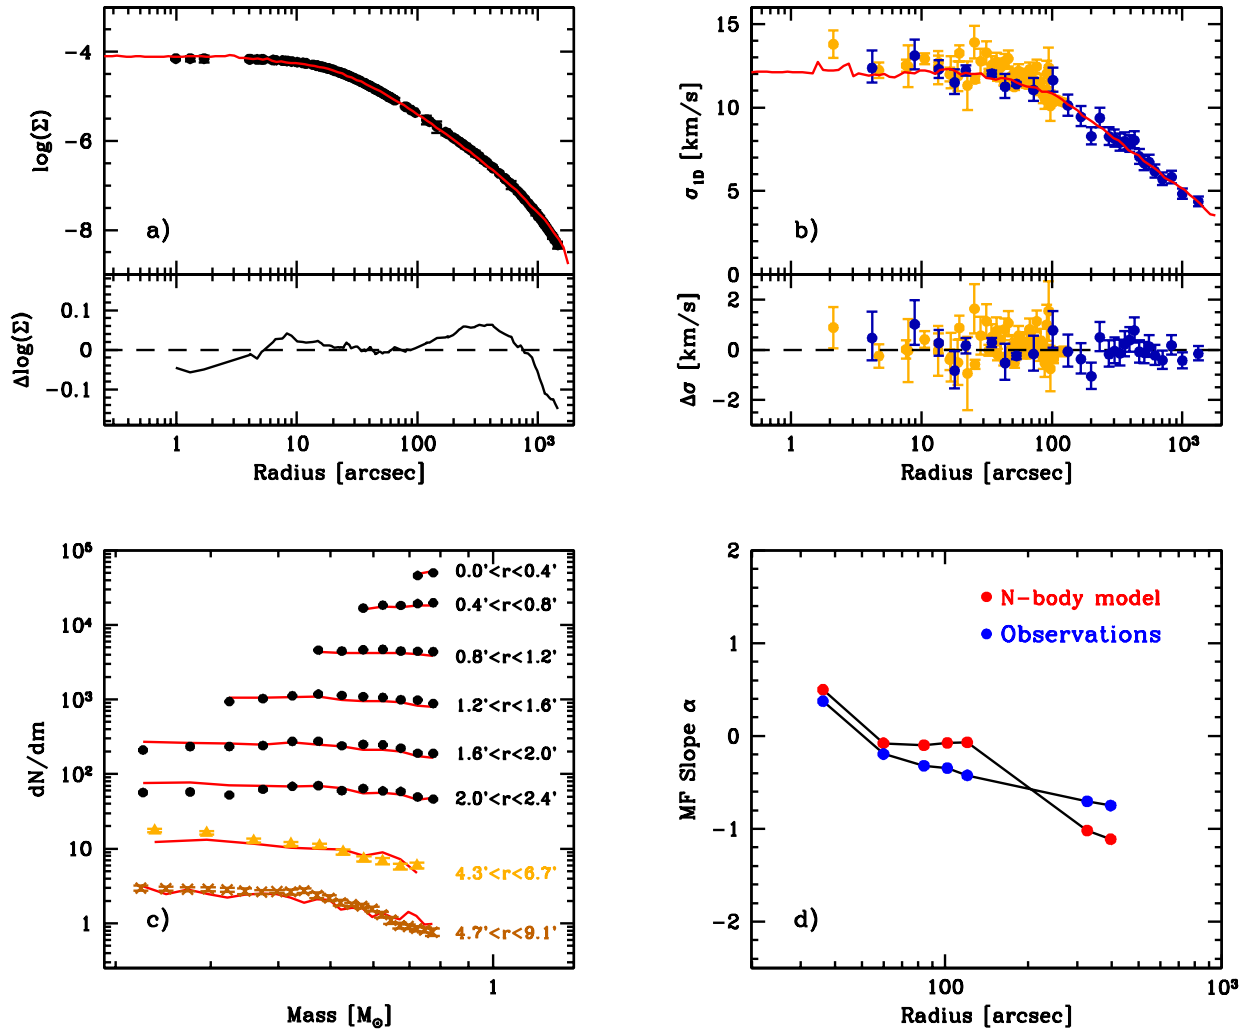 −4
−6
−8
log(Σ)
a)
0.1
0
−0.1
Δlog(Σ)
1
10
100
10³
Radius [arcsec]
15
10
5
0
σ₁D [km/s]
b)
2
0
−2
Δσ [km/s]
1
10
100
10³
Radius [arcsec]
10⁵
10⁴
10³
10²
10
1
dN/dm
0.0'<r<0.4'
0.4'<r<0.8'
0.8'<r<1.2'
1.2'<r<1.6'
1.6'<r<2.0'
2.0'<r<2.4'
4.3'<r<6.7'
4.7'<r<9.1'
c)
1
Mass [M☉]
2
1
0
−1
−2
MF Slope α
N−body model
Observations
d)
100
10³
Radius [arcsec]